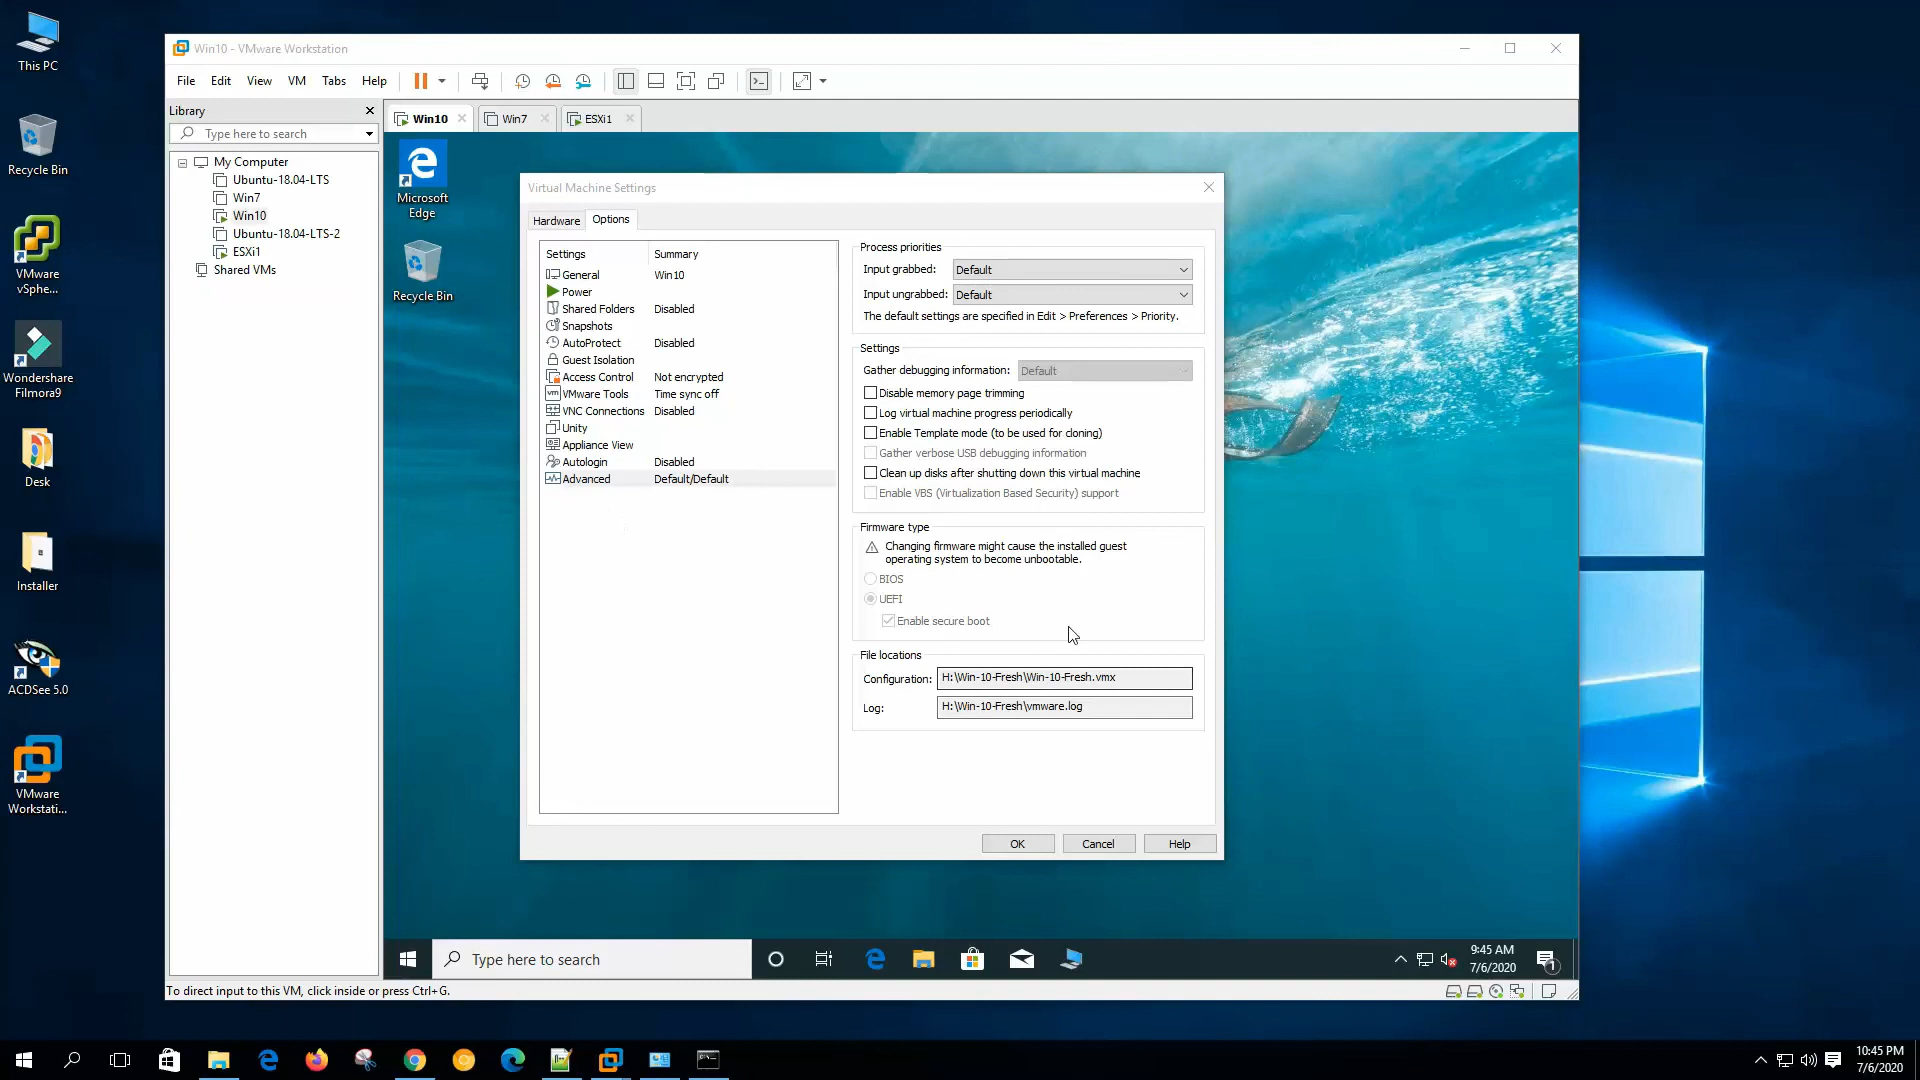 This PC
Recycle Bin
VMware
vSphe...
Wondershare
Filmora9
Desk
Installer
ACDSee 5.0
VMware
Workstati...
Win10 - VMware Workstation
File Edit View VM Tabs Help
Library
Type here to search
My Computer
Ubuntu-18.04-LTS
Win7
Win10
Ubuntu-18.04-LTS-2
ESXi1
Shared VMs
Win10 Win7 ESXi1
Microsoft
Edge
Recycle Bin
Virtual Machine Settings
Hardware Options
Settings Summary
General Win10
Power
Shared Folders Disabled
Snapshots
AutoProtect Disabled
Guest Isolation
Access Control Not encrypted
VMware Tools Time sync off
VNC Connections Disabled
Unity
Appliance View
Autologin Disabled
Advanced Default/Default
Process priorities
Input grabbed: Default
Input ungrabbed: Default
The default settings are specified in Edit > Preferences > Priority.
Settings
Gather debugging information: Default
Disable memory page trimming
Log virtual machine progress periodically
Enable Template mode (to be used for cloning)
Gather verbose USB debugging information
Clean up disks after shutting down this virtual machine
Enable VBS (Virtualization Based Security) support
Firmware type
Changing firmware might cause the installed guest
operating system to become unbootable.
BIOS
UEFI
Enable secure boot
File locations
Configuration: H:\Win-10-Fresh\Win-10-Fresh.vmx
Log: H:\Win-10-Fresh\vmware.log
OK Cancel Help
Type here to search
9:45 AM
7/6/2020
1
To direct input to this VM, click inside or press Ctrl+G.
10:45 PM
7/6/2020